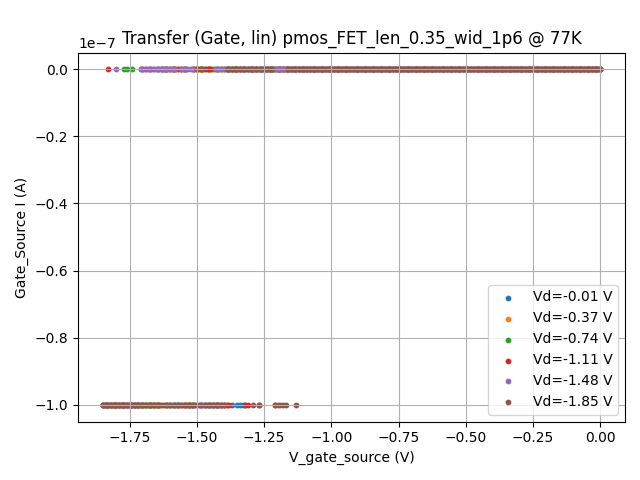 Transfer (Gate, lin) pmos_FET_len_0.35_wid_1p6 @ 77K
1e−7
0.0
−0.2
−0.4
−0.6
−0.8
−1.0
Gate_Source I (A)
Vd=-0.01 V
Vd=-0.37 V
Vd=-0.74 V
Vd=-1.11 V
Vd=-1.48 V
Vd=-1.85 V
−1.75 −1.50 −1.25 −1.00 −0.75 −0.50 −0.25 0.00
V_gate_source (V)